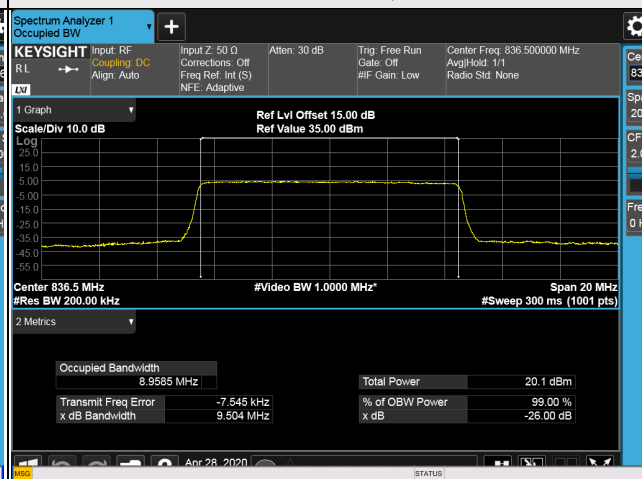 Spectrum Analyzer 1
Occupied BW
+
KEYSIGHT
R L
LXI
Input: RF
Coupling: DC
Align: Auto
Input Z: 50 Ω
Corrections: Off
Freq Ref: Int (S)
NFE: Adaptive
Atten: 30 dB
Trig: Free Run
Gate: Off
#IF Gain: Low
Center Freq: 836.500000 MHz
Avg|Hold: 1/1
Radio Std: None
1 Graph
Scale/Div 10.0 dB
Ref Lvl Offset 15.00 dB
Ref Value 35.00 dBm
Log
25.0
15.0
5.00
-5.00
-15.0
-25.0
-35.0
-45.0
-55.0
Center 836.5 MHz
#Res BW 200.00 kHz
#Video BW 1.0000 MHz*
Span 20 MHz
#Sweep 300 ms (1001 pts)
2 Metrics
Occupied Bandwidth
8.9585 MHz
Total Power 20.1 dBm
Transmit Freq Error -7.545 kHz
% of OBW Power 99.00 %
x dB Bandwidth 9.504 MHz
x dB -26.00 dB
Apr 28, 2020
MSG
STATUS